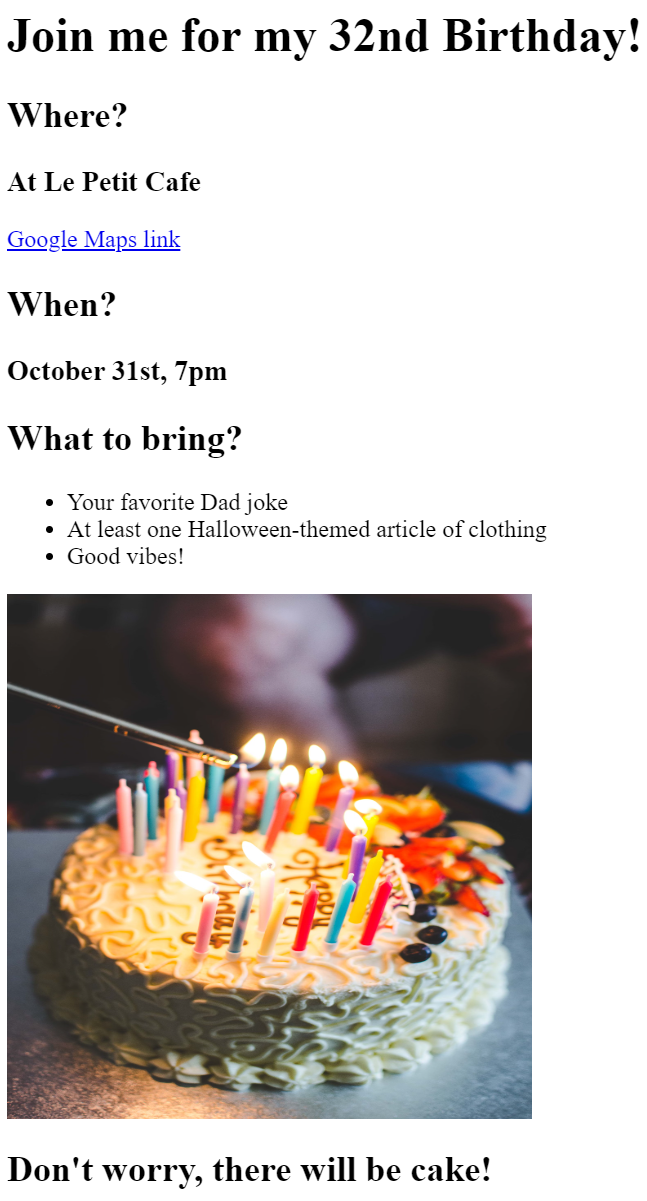 Join me for my 32nd Birthday!
Where?
At Le Petit Cafe
Google Maps link
When?
October 31st, 7pm
What to bring?
Your favorite Dad joke
At least one Halloween-themed article of clothing
Good vibes!
Happy
Birthday
Don't worry, there will be cake!